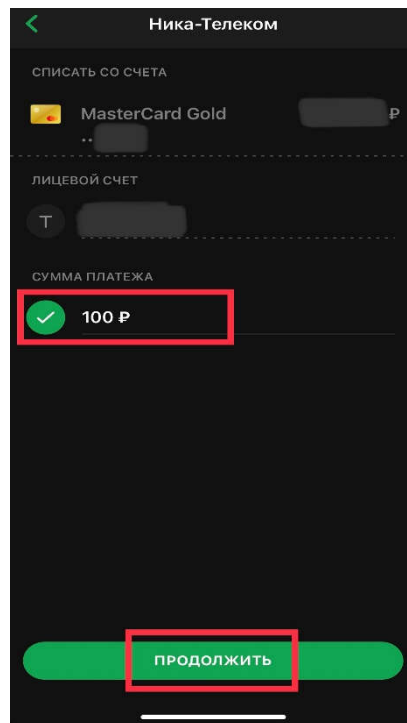 Ника-Телеком
СПИСАТЬ СО СЧЕТА
MasterCard Gold ₽
··
ЛИЦЕВОЙ СЧЕТ
Т
СУММА ПЛАТЕЖА
100 ₽
ПРОДОЛЖИТЬ